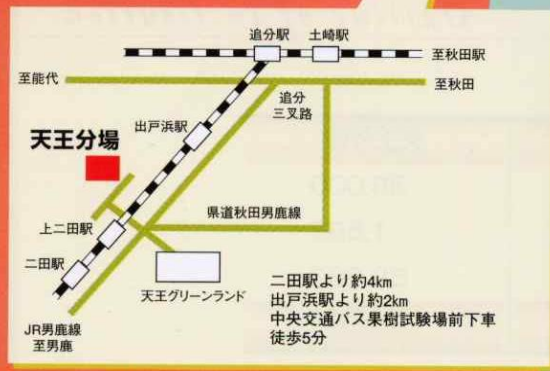 追分駅
土崎駅
至秋田駅
至能代
至秋田
追分
三叉路
出戸浜駅
天王分場
県道秋田男鹿線
上二田駅
二田駅
天王グリーンランド
JR男鹿線
至男鹿
二田駅より約4km
出戸浜駅より約2km
中央交通バス果樹試験場前下車
徒歩5分